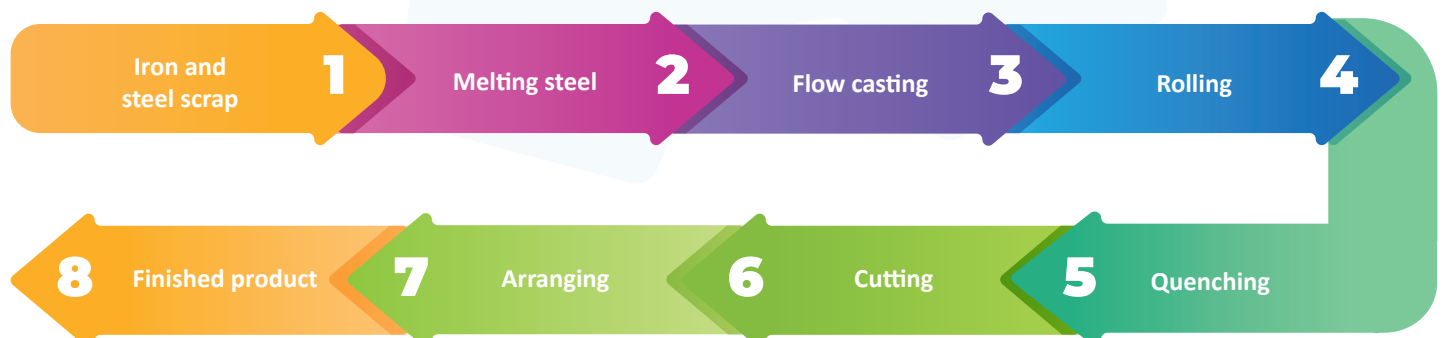 Iron and
steel scrap
1
Melting steel
2
Flow casting
3
Rolling
4
5
Quenching
6
Cutting
7
Arranging
8
Finished product